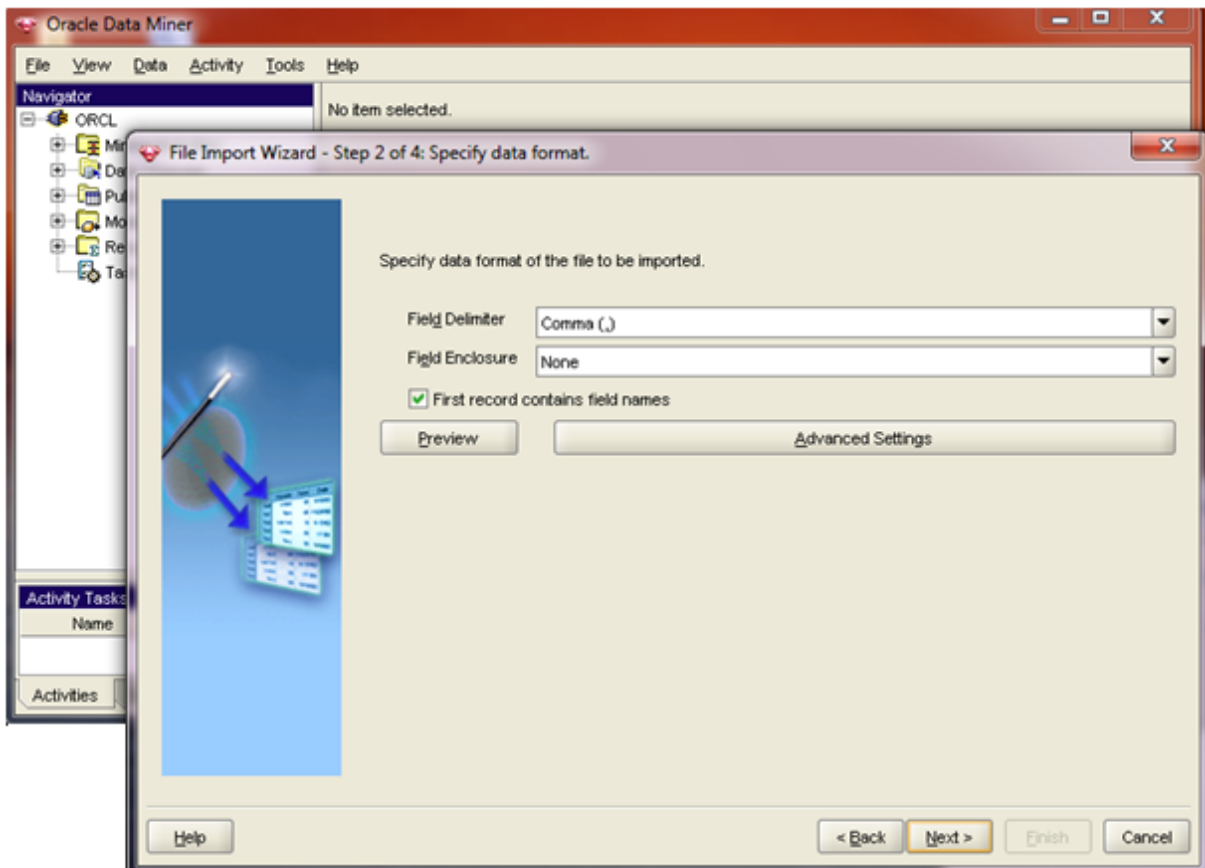 Oracle Data Miner
File View Data Activity Tools Help
Navigator
ORCL
No item selected.
File Import Wizard - Step 2 of 4: Specify data format.
Specify data format of the file to be imported.
Field Delimiter Comma (,)
Field Enclosure None
First record contains field names
Preview Advanced Settings
Activity Tasks
Name
Activities
Help < Back Next > Finish Cancel